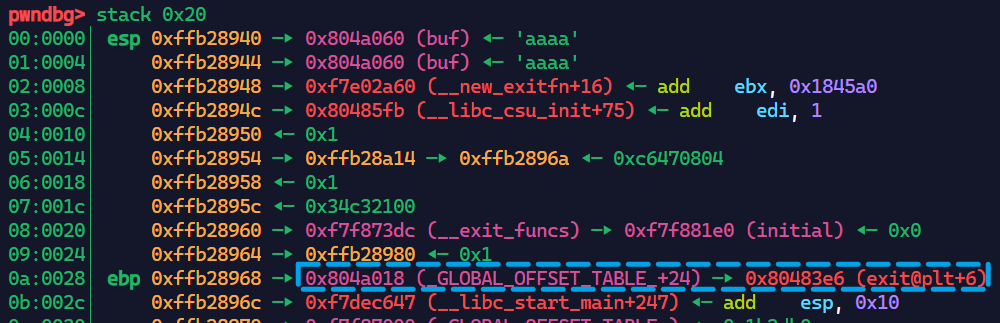 pwndbg> stack 0x20
00:0000│ esp 0xffb28940 —▸ 0x804a060 (buf) ◂— 'aaaa'
01:0004│     0xffb28944 —▸ 0x804a060 (buf) ◂— 'aaaa'
02:0008│     0xffb28948 —▸ 0xf7e02a60 (__new_exitfn+16) ◂— add    ebx, 0x1845a0
03:000c│     0xffb2894c —▸ 0x80485fb (__libc_csu_init+75) ◂— add    edi, 1
04:0010│     0xffb28950 ◂— 0x1
05:0014│     0xffb28954 —▸ 0xffb28a14 —▸ 0xffb2896a ◂— 0xc6470804
06:0018│     0xffb28958 ◂— 0x1
07:001c│     0xffb2895c ◂— 0x34c32100
08:0020│     0xffb28960 —▸ 0xf7f873dc (__exit_funcs) —▸ 0xf7f881e0 (initial) ◂— 0x0
09:0024│     0xffb28964 —▸ 0xffb28980 ◂— 0x1
0a:0028│ ebp 0xffb28968 —▸ 0x804a018 (_GLOBAL_OFFSET_TABLE_+24) —▸ 0x80483e6 (exit@plt+6)
0b:002c│     0xffb2896c —▸ 0xf7dec647 (__libc_start_main+247) ◂— add    esp, 0x10